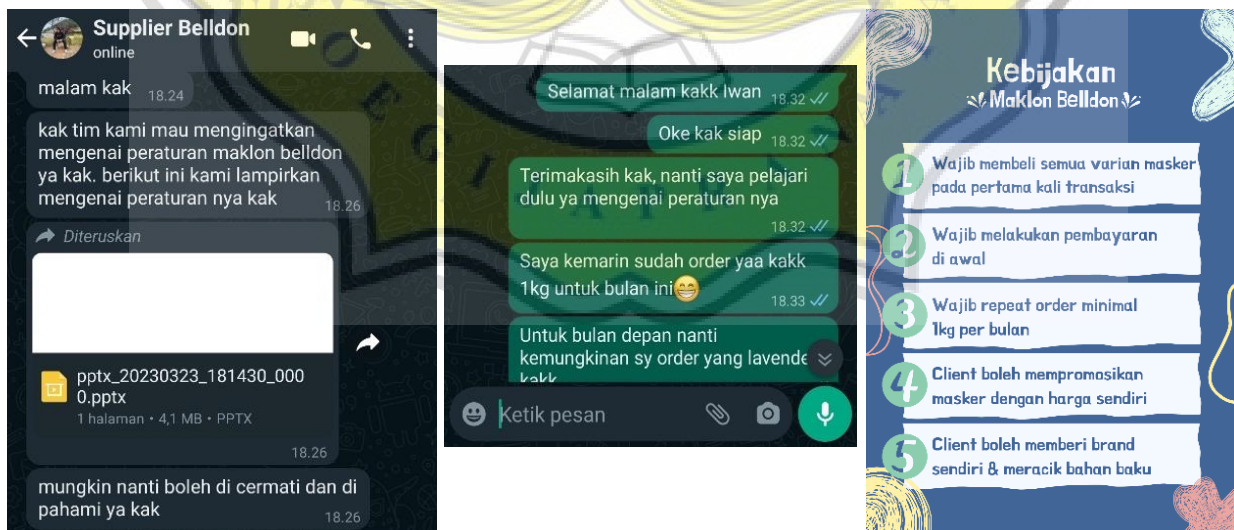 Supplier Belldon
online
malam kak 18.24
kak tim kami mau mengingatkan
mengenai peraturan maklon belldon
ya kak. berikut ini kami lampirkan
mengenai peraturan nya kak 18.26
Diteruskan
pptx_20230323_181430_000
0.pptx
1 halaman • 4,1 MB • PPTX
18.26
mungkin nanti boleh di cermati dan di
pahami ya kak 18.26
Selamat malam kakk Iwan 18.32
Oke kak siap 18.32
Terimakasih kak, nanti saya pelajari
dulu ya mengenai peraturan nya
18.32
Saya kemarin sudah order yaa kakk
1kg untuk bulan ini😁 18.33
Untuk bulan depan nanti
kemungkinan sy order yang lavende
kakk
Ketik pesan
Kebijakan
Maklon Belldon
1 Wajib membeli semua varian masker
pada pertama kali transaksi
2 Wajib melakukan pembayaran
di awal
3 Wajib repeat order minimal
1kg per bulan
4 Client boleh mempromosikan
masker dengan harga sendiri
5 Client boleh memberi brand
sendiri & meracik bahan baku